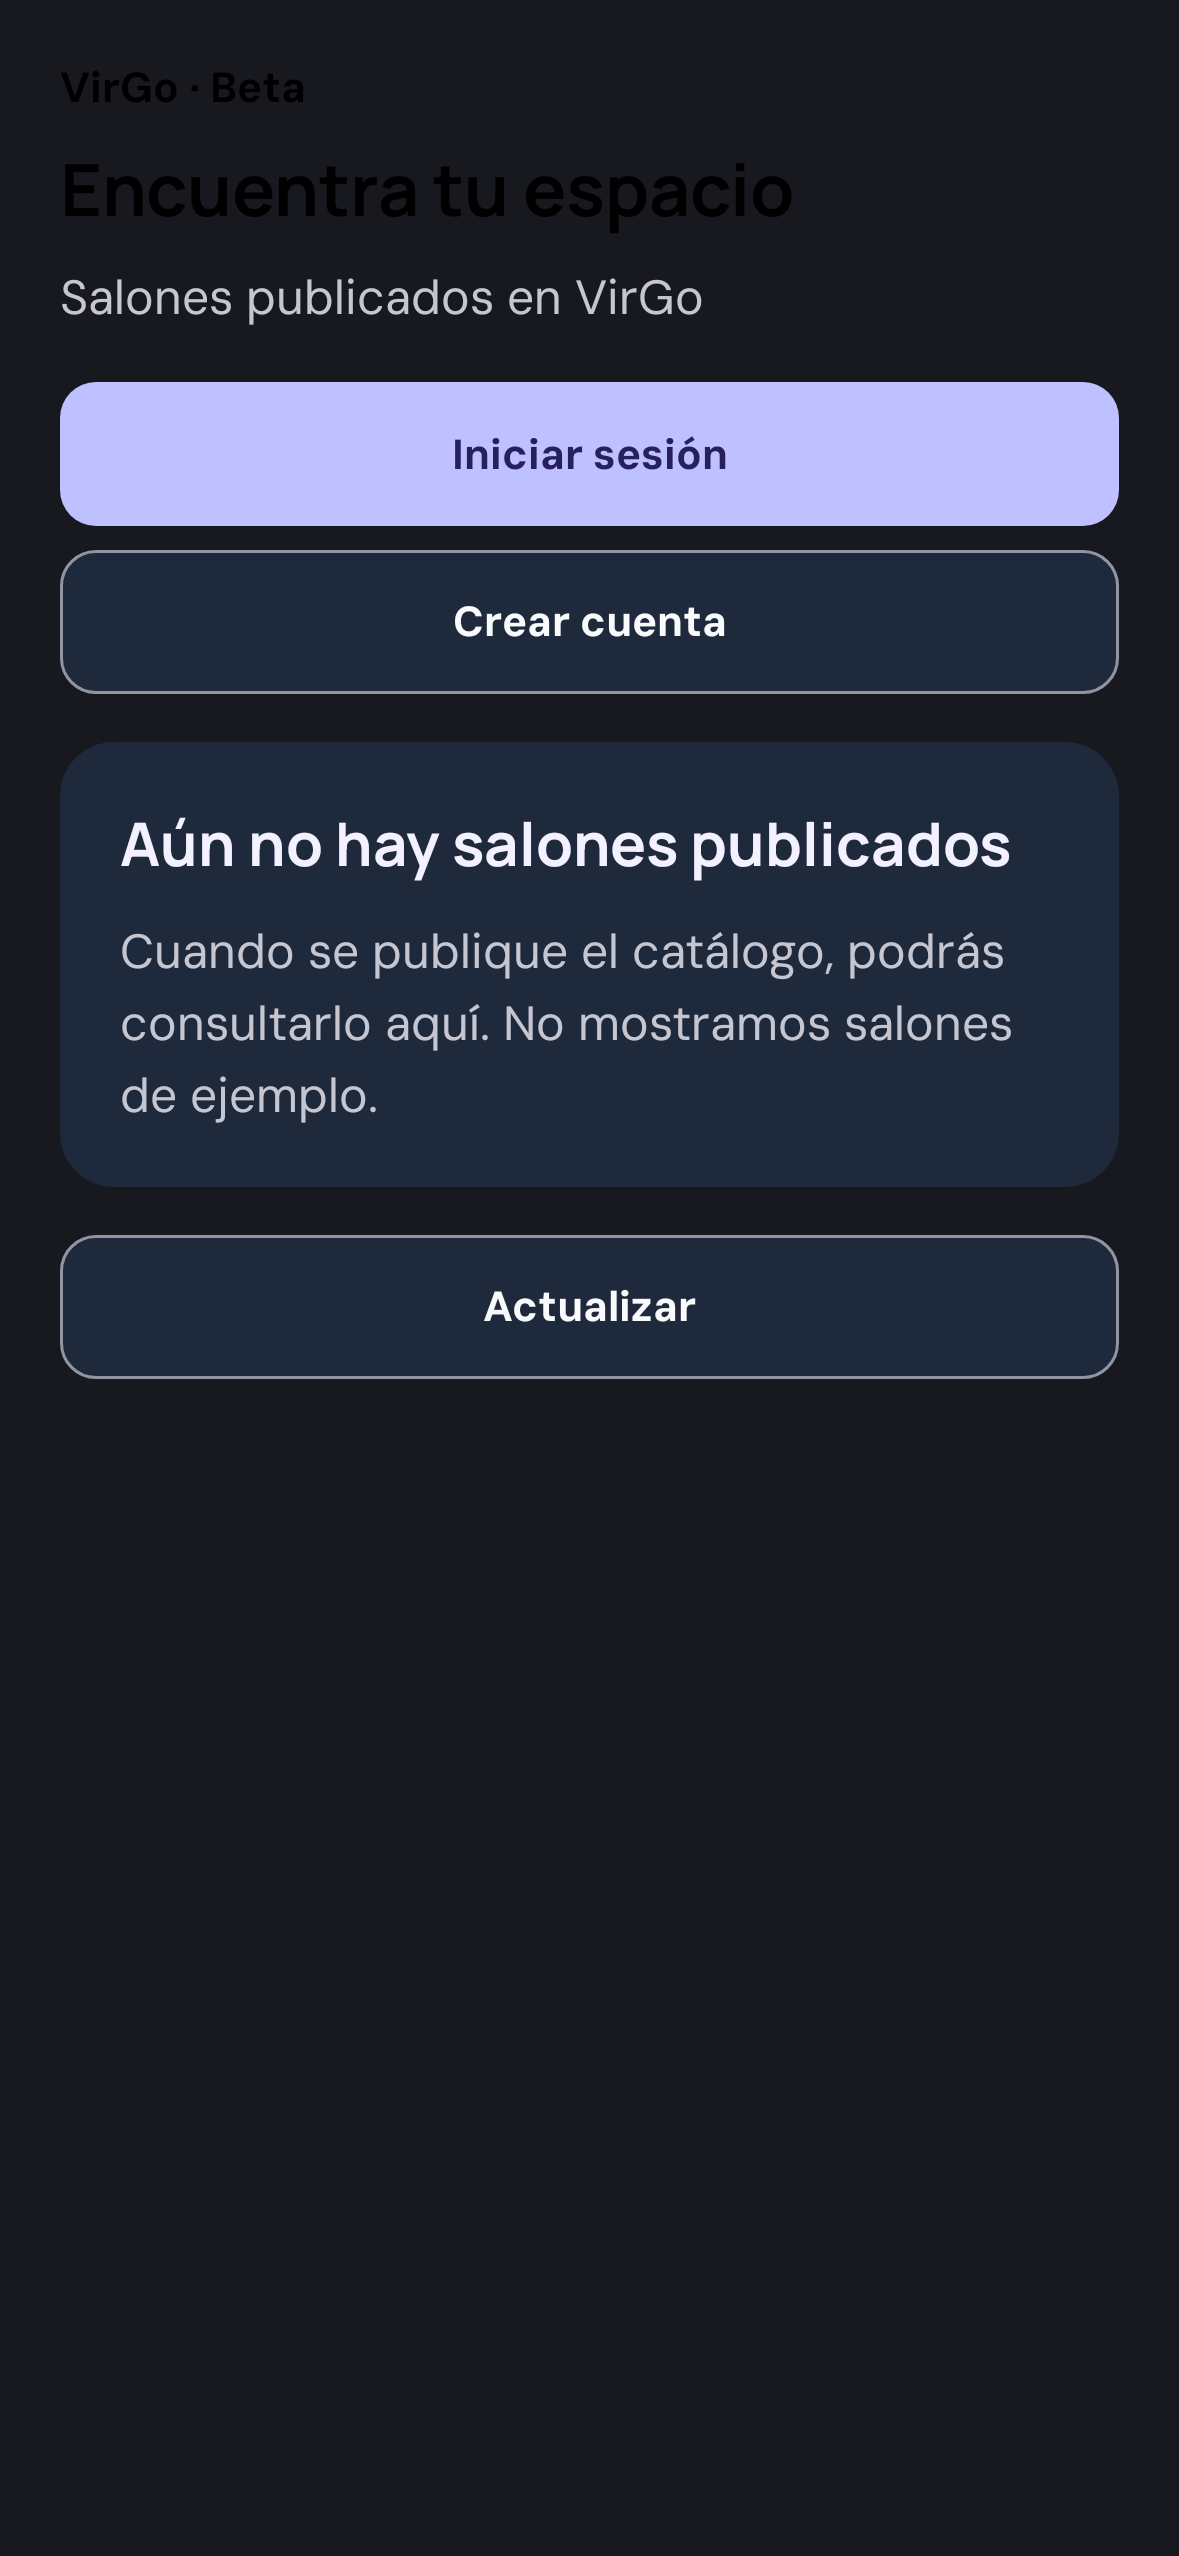 VirGo · Beta
Encuentra tu espacio
Salones publicados en VirGo
Iniciar sesión
Crear cuenta
Aún no hay salones publicados
Cuando se publique el catálogo, podrás
consultarlo aquí. No mostramos salones
de ejemplo.
Actualizar